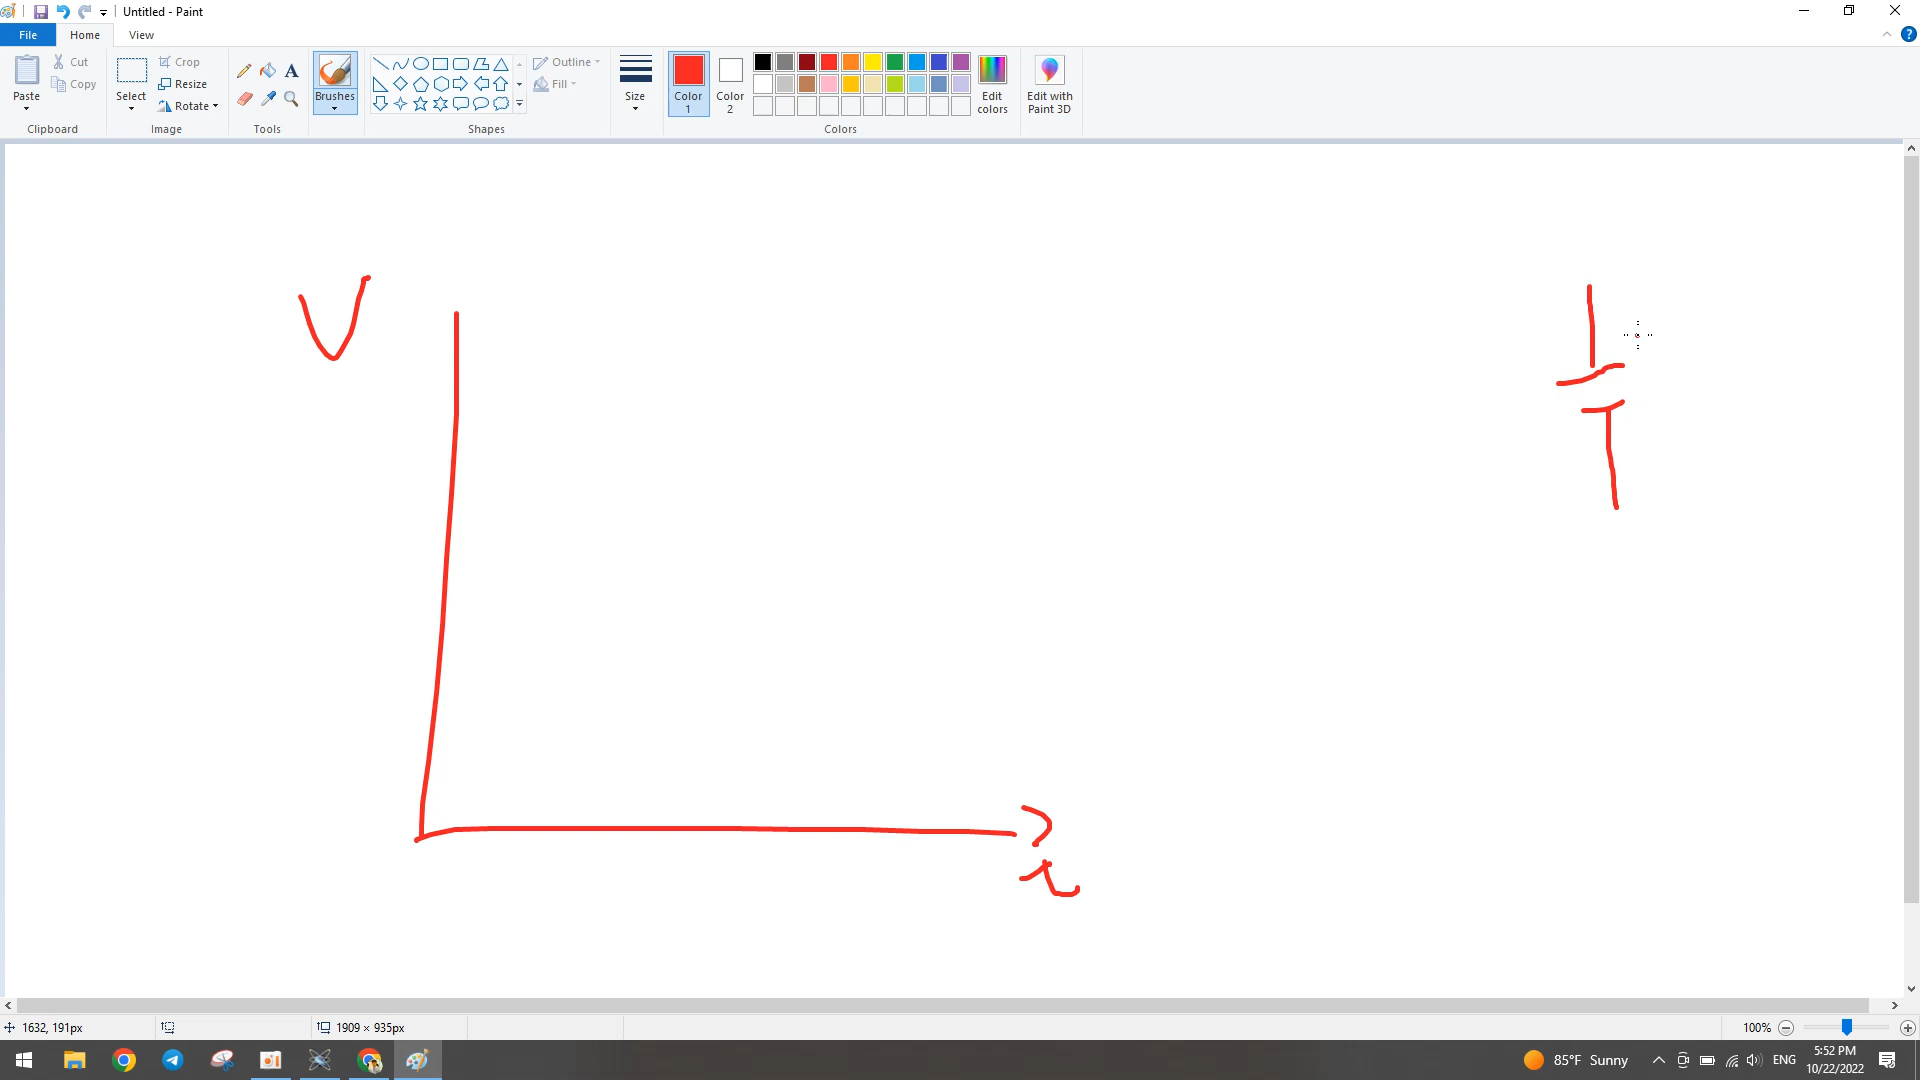 Untitled - Paint
File Home View
Paste
Cut
Copy
Clipboard
Select
Crop
Resize
Rotate
Image
Tools
Brushes
Shapes
Outline
Fill
Size
Color 1
Color 2
Colors
Edit colors
Edit with Paint 3D
V
1632, 191px
1909 × 935px
100%
85°F Sunny
ENG
5:52 PM
10/22/2022